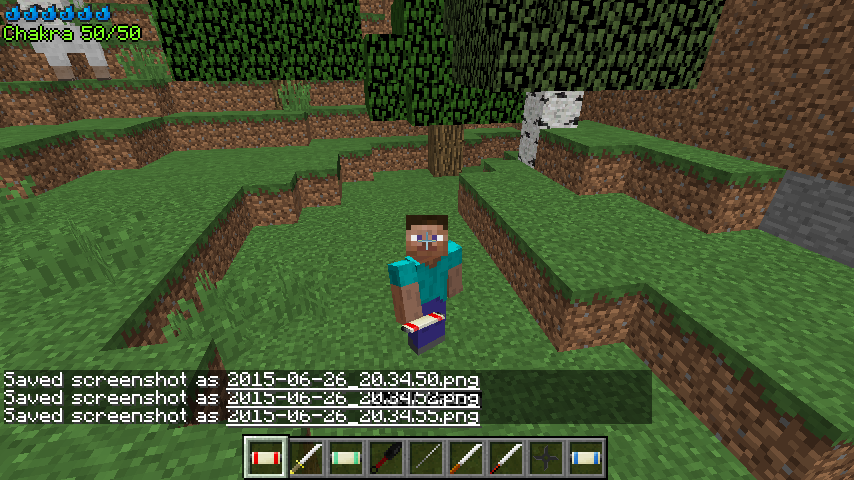 Chakra 50/50
Saved screenshot as 2015-06-26_20.34.50.png
Saved screenshot as 2015-06-26_20.34.52.png
Saved screenshot as 2015-06-26_20.34.55.png